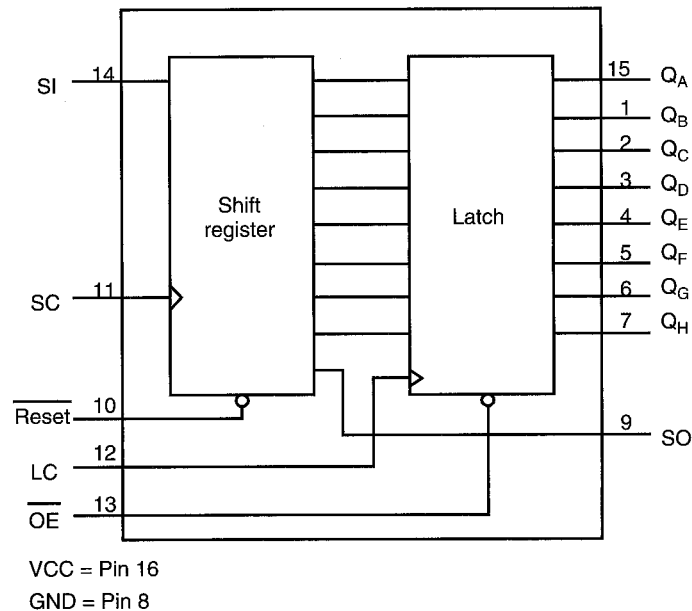 SI 14
SC 11
Reset 10
LC 12
OE 13
Shift
register
Latch
15 QA
1 QB
2 QC
3 QD
4 QE
5 QF
6 QG
7 QH
9 SO
VCC = Pin 16
GND = Pin 8